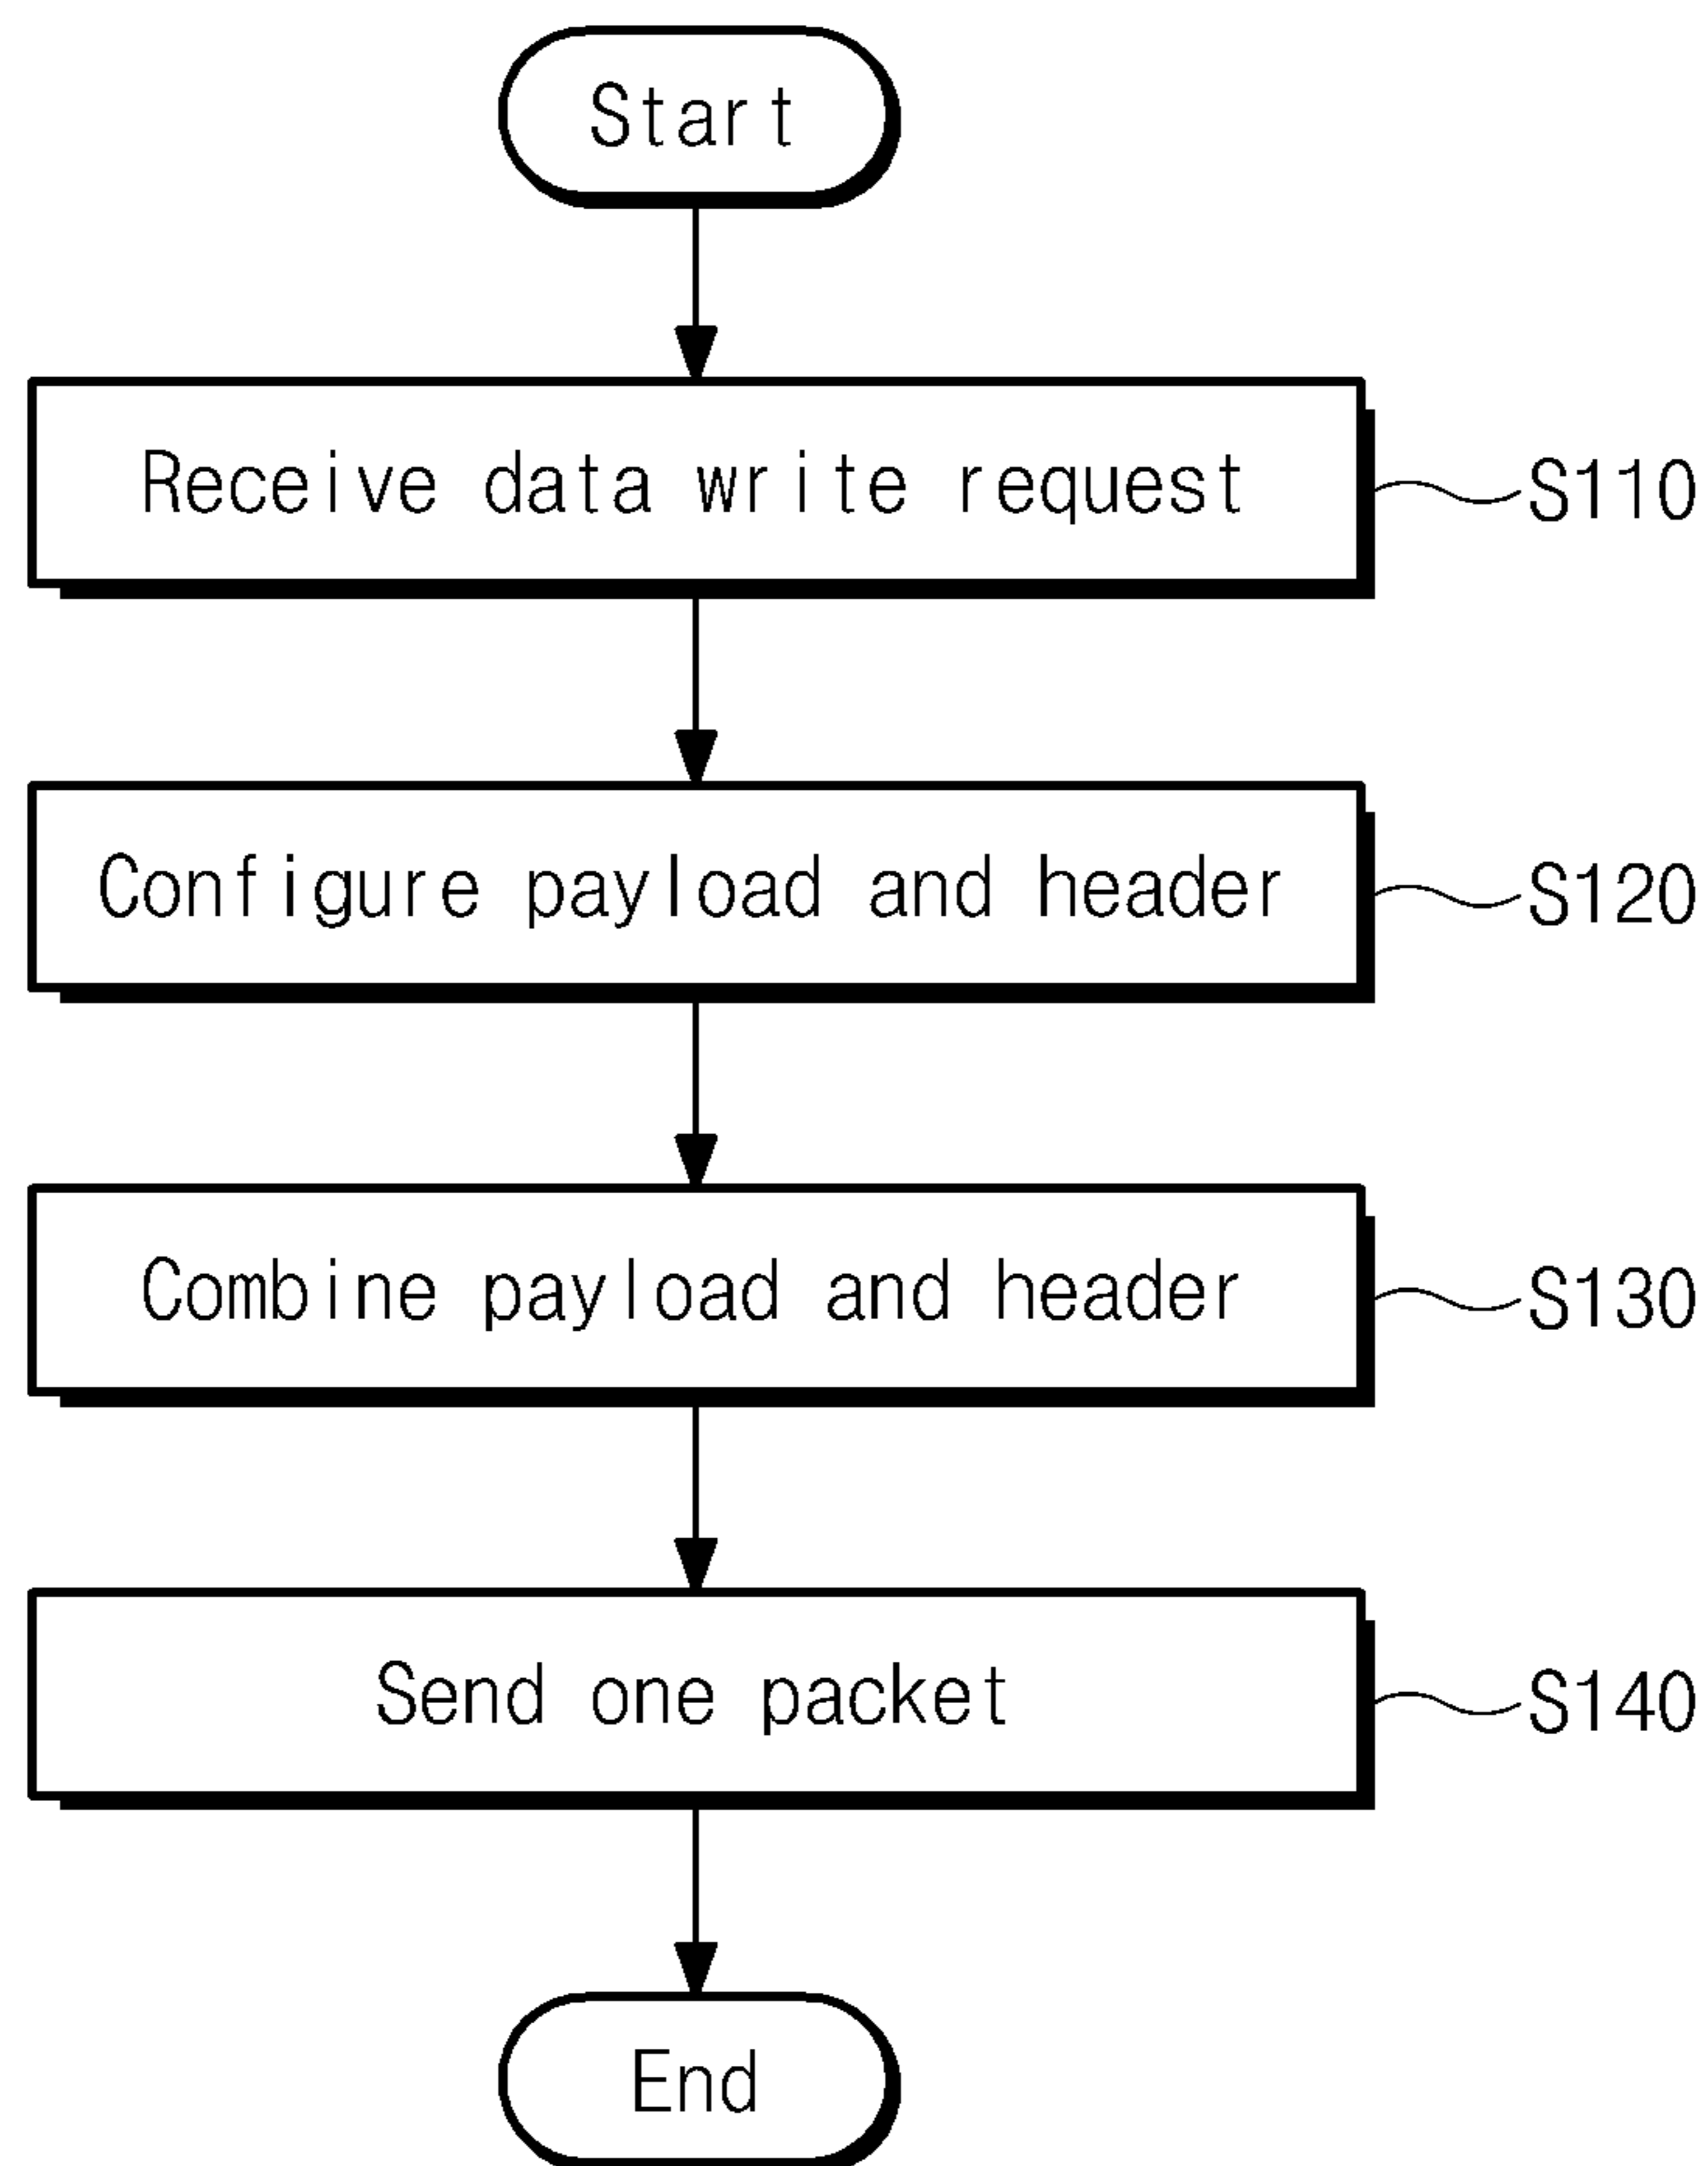 Start
Receive data write request
S110
Configure payload and header
S120
Combine payload and header
S130
Send one packet
S140
End